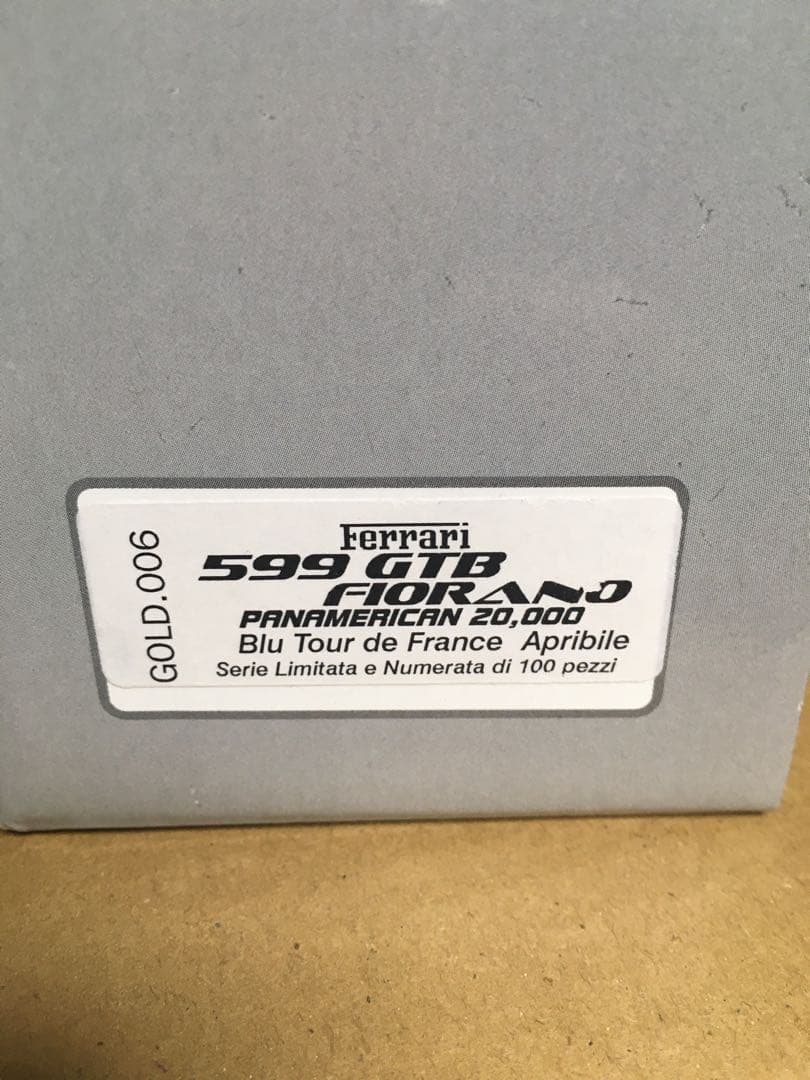 GOLD.006
Ferrari
599 GTB
FIORANO
PANAMERICAN 20,000
Blu Tour de France Apribile
Serie Limitata e Numerata di 100 pezzi